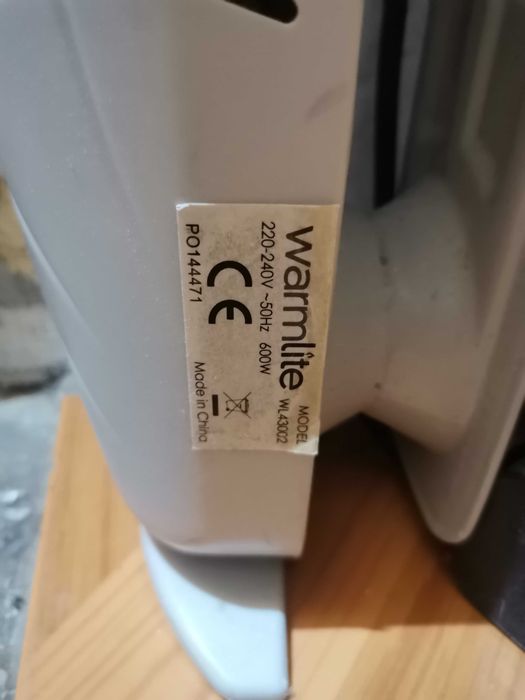 warmlite
MODEL
WL43002
220-240V ~50Hz 600W
CE
PO144471
Made in China